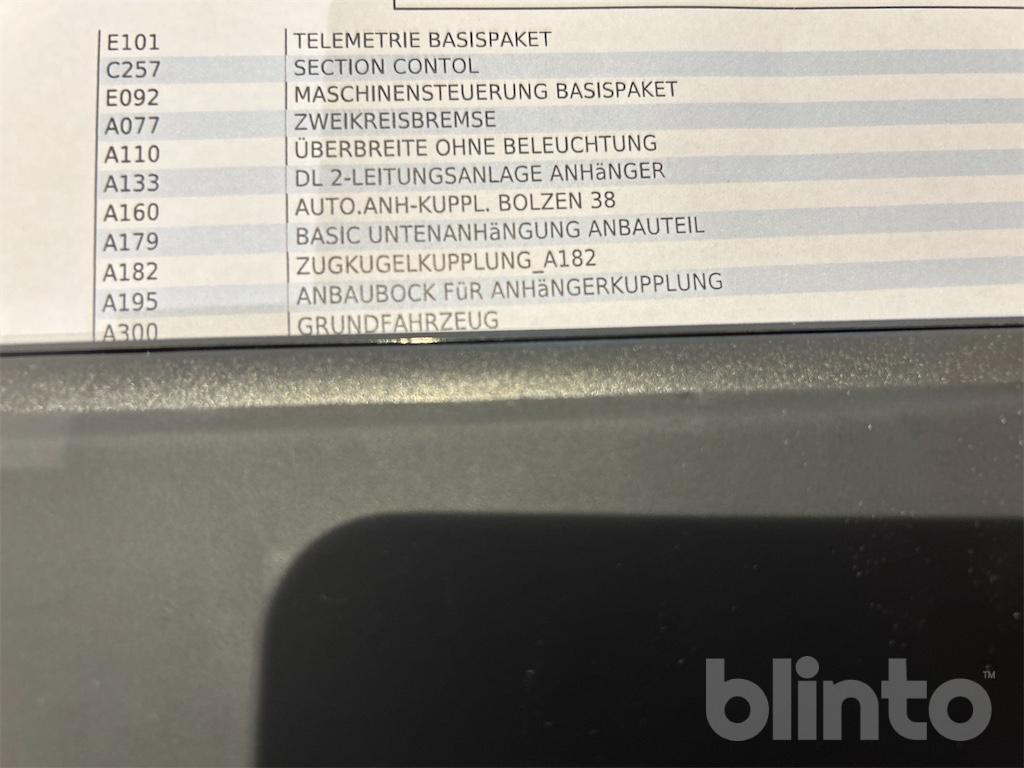 E101 TELEMETRIE BASISPAKET
C257 SECTION CONTOL
E092 MASCHINENSTEUERUNG BASISPAKET
A077 ZWEIKREISBREMSE
A110 ÜBERBREITE OHNE BELEUCHTUNG
A133 DL 2-LEITUNGSANLAGE ANHäNGER
A160 AUTO.ANH-KUPPL. BOLZEN 38
A179 BASIC UNTENANHäNGUNG ANBAUTEIL
A182 ZUGKUGELKUPPLUNG_A182
A195 ANBAUBOCK FüR ANHäNGERKUPPLUNG
A300 GRUNDFAHRZEUG
blinto™